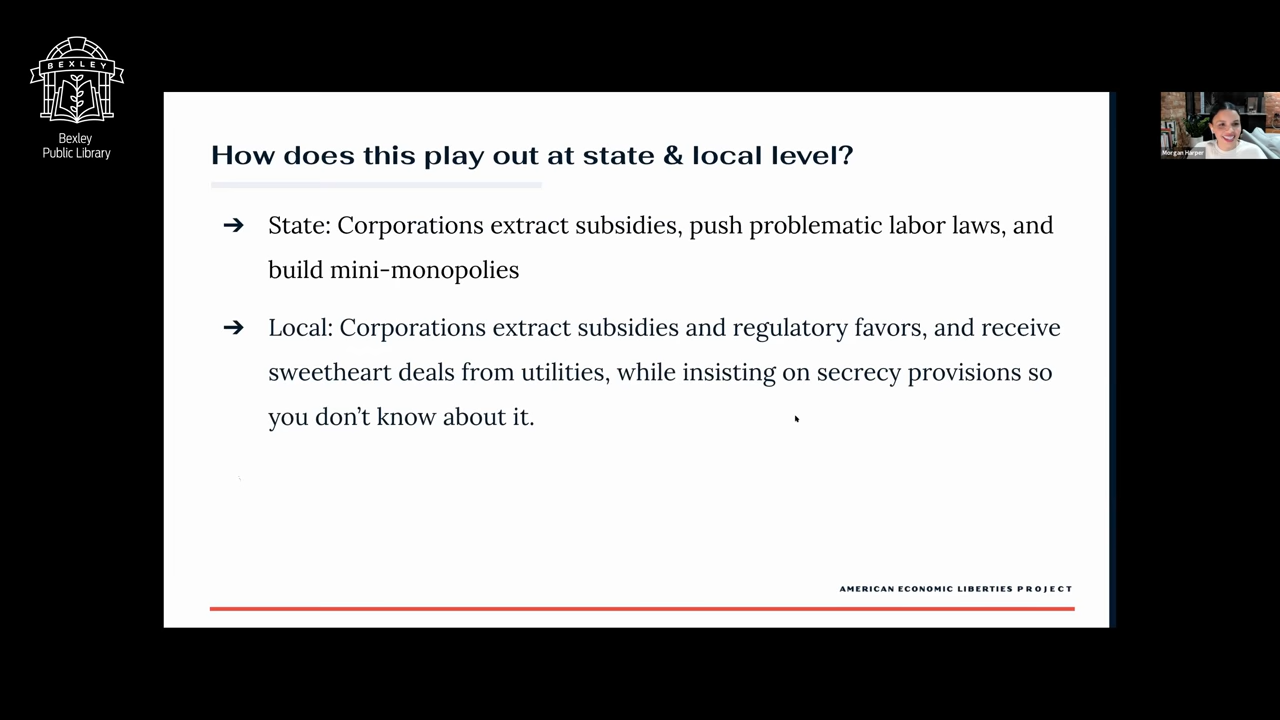 BEXLEY
Bexley
Public Library
How does this play out at state & local level?
➔ State: Corporations extract subsidies, push problematic labor laws, and
build mini-monopolies
➔ Local: Corporations extract subsidies and regulatory favors, and receive
sweetheart deals from utilities, while insisting on secrecy provisions so
you don’t know about it.
AMERICAN ECONOMIC LIBERTIES PROJECT
Morgan Harper